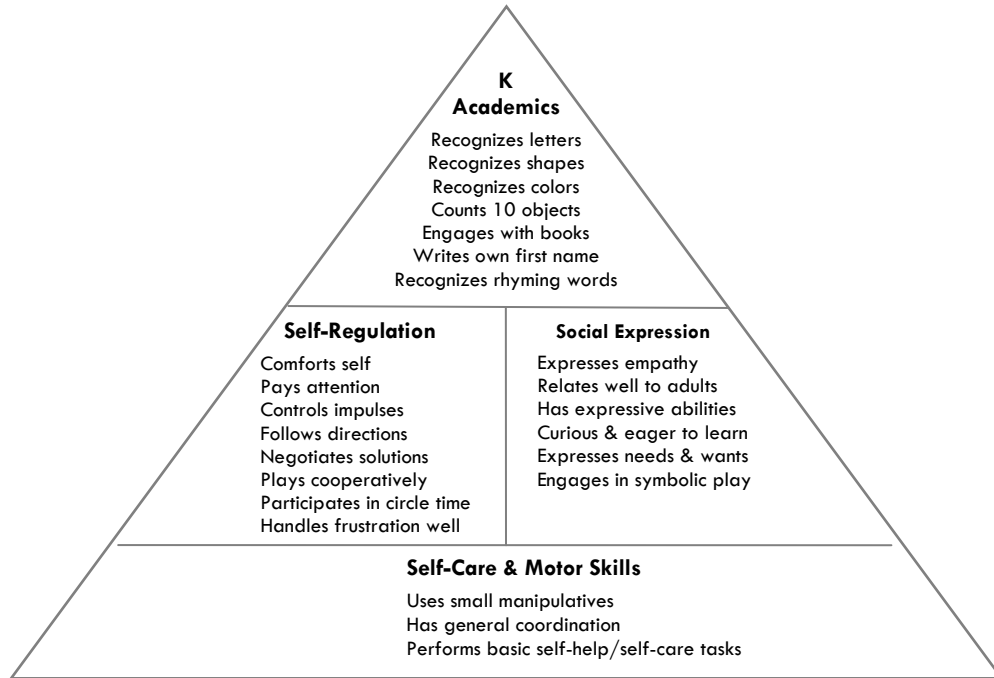 K
Academics
Recognizes letters
Recognizes shapes
Recognizes colors
Counts 10 objects
Engages with books
Writes own first name
Recognizes rhyming words
Self-Regulation
Comforts self
Pays attention
Controls impulses
Follows directions
Negotiates solutions
Plays cooperatively
Participates in circle time
Handles frustration well
Social Expression
Expresses empathy
Relates well to adults
Has expressive abilities
Curious & eager to learn
Expresses needs & wants
Engages in symbolic play
Self-Care & Motor Skills
Uses small manipulatives
Has general coordination
Performs basic self-help/self-care tasks